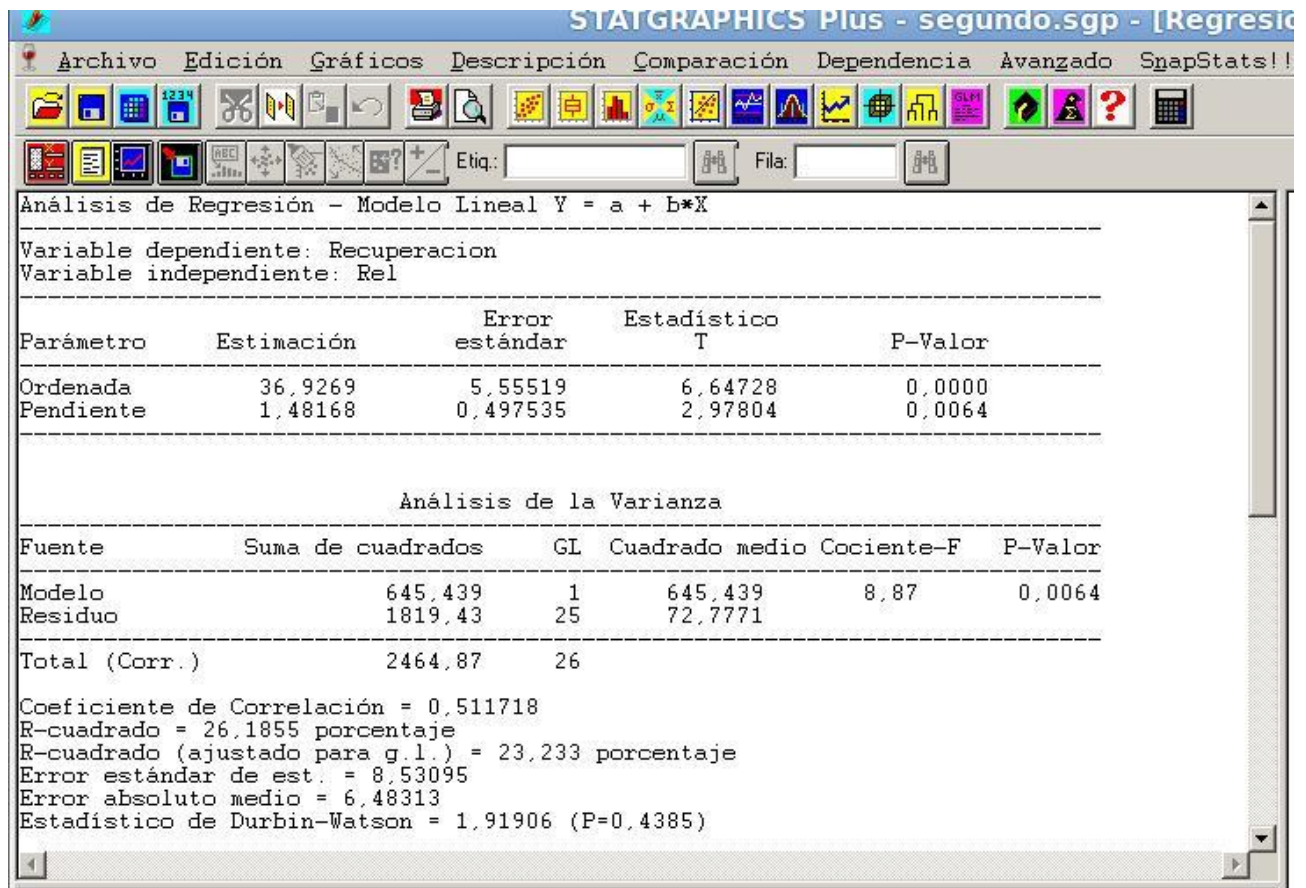 STATGRAPHICS Plus - segundo.sgp - [Regresic
Archivo Edición Gráficos Descripción Comparación Dependencia Avanzado SnapStats!!
1234
GLM
ABC Etiq.: Fila:
Análisis de Regresión - Modelo Lineal Y = a + b*X
Variable dependiente: Recuperacion
Variable independiente: Rel
Error Estadístico
Parámetro Estimación estándar T P-Valor
Ordenada 36,9269 5,55519 6,64728 0,0000
Pendiente 1,48168 0,497535 2,97804 0,0064
Análisis de la Varianza
Fuente Suma de cuadrados GL Cuadrado medio Cociente-F P-Valor
Modelo 645,439 1 645,439 8,87 0,0064
Residuo 1819,43 25 72,7771
Total (Corr.) 2464,87 26
Coeficiente de Correlación = 0,511718
R-cuadrado = 26,1855 porcentaje
R-cuadrado (ajustado para g.l.) = 23,233 porcentaje
Error estándar de est. = 8,53095
Error absoluto medio = 6,48313
Estadístico de Durbin-Watson = 1,91906 (P=0,4385)